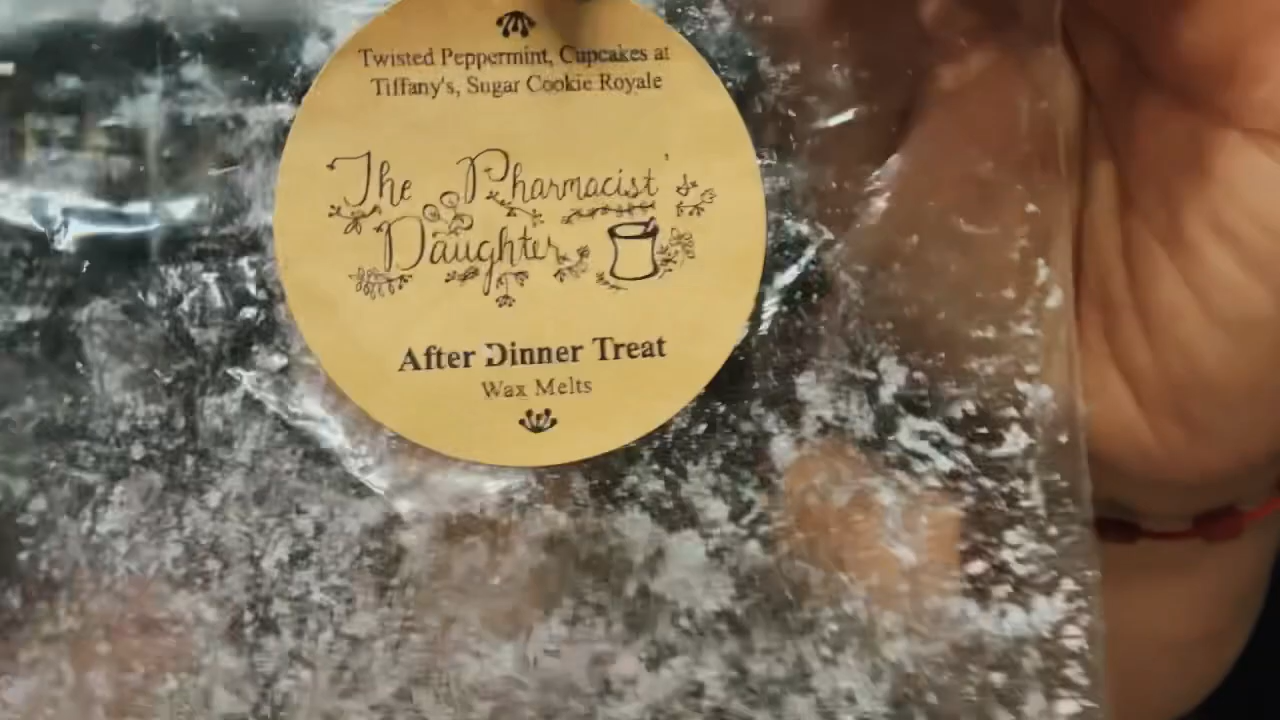 Twisted Peppermint, Cupcakes at
Tiffany's, Sugar Cookie Royale
The Pharmacist'
Daughter
After Dinner Treat
Wax Melts